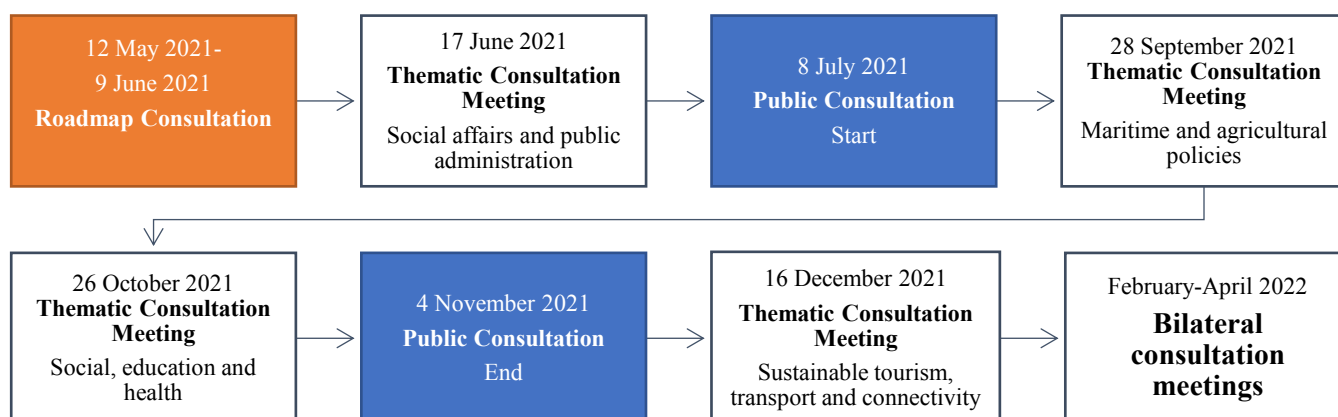 12 May 2021-
9 June 2021
Roadmap Consultation
17 June 2021
Thematic Consultation
Meeting
Social affairs and public
administration
8 July 2021
Public Consultation
Start
28 September 2021
Thematic Consultation
Meeting
Maritime and agricultural
policies
26 October 2021
Thematic Consultation
Meeting
Social, education and
health
4 November 2021
Public Consultation
End
16 December 2021
Thematic Consultation
Meeting
Sustainable tourism,
transport and connectivity
February-April 2022
Bilateral
consultation
meetings